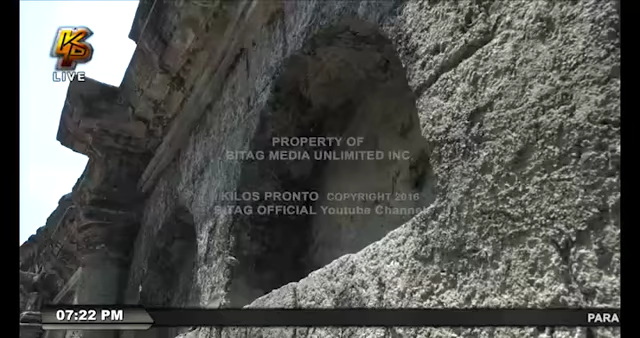 KP
LIVE
PROPERTY OF
BITAG MEDIA UNLIMITED INC.
KILOS PRONTO COPYRIGHT 2016
BITAG OFFICIAL Youtube Channel
07:22 PM
PARA